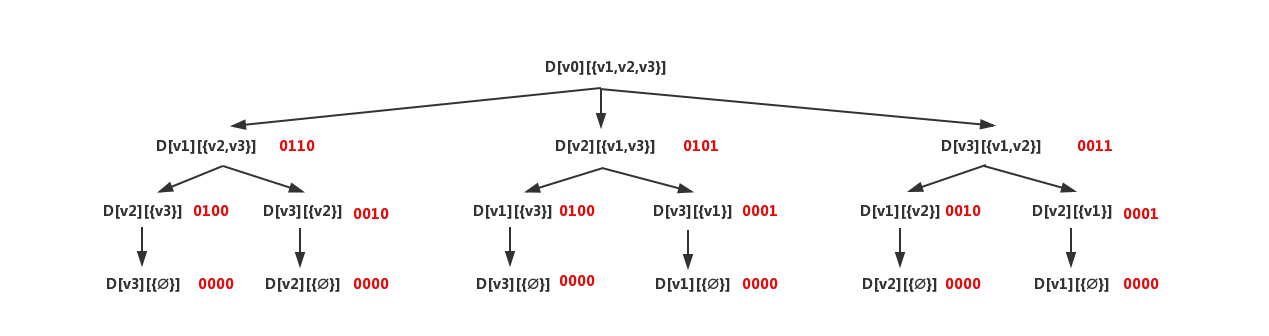 D[v0][{v1,v2,v3}]
D[v1][{v2,v3}] 0110 D[v2][{v1,v3}] 0101 D[v3][{v1,v2}] 0011
D[v2][{v3}] 0100 D[v3][{v2}] 0010 D[v1][{v3}] 0100 D[v3][{v1}] 0001 D[v1][{v2}] 0010 D[v2][{v1}] 0001
D[v3][{∅}] 0000 D[v2][{∅}] 0000 D[v3][{∅}] 0000 D[v1][{∅}] 0000 D[v2][{∅}] 0000 D[v1][{∅}] 0000